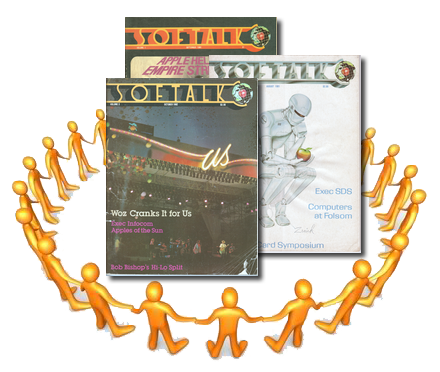 SOFTALK
APPLE
EMPIRE STR
SOFTALK
Exec SDS
Computers
at Folsom
Card Symposium
SOFTALK
us
Woz Cranks It for Us
Exec Infocom
Apples of the Sun
Bob Bishop's Hi-Lo Split